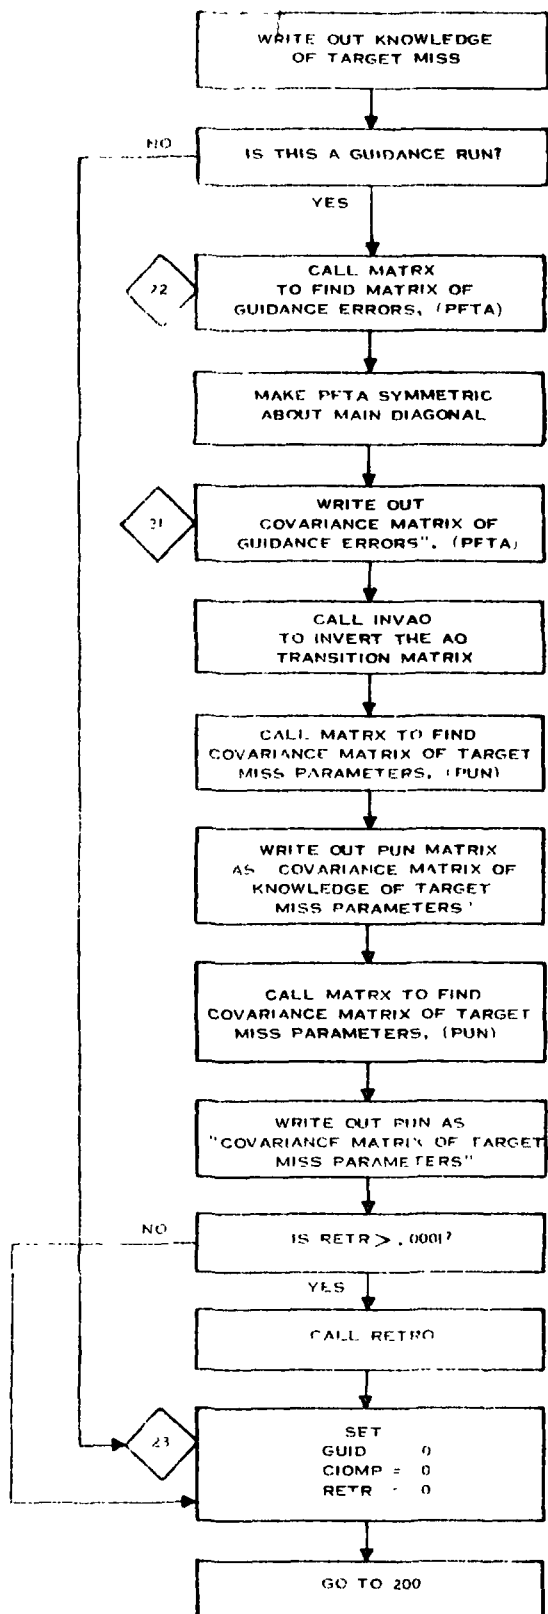 WRITE OUT KNOWLEDGE
OF TARGET MISS
NO
IS THIS A GUIDANCE RUN?
YES
22
CALL MATRX
TO FIND MATRIX OF
GUIDANCE ERRORS, (PFTA)
MAKE PFTA SYMMETRIC
ABOUT MAIN DIAGONAL
31
WRITE OUT
COVARIANCE MATRIX OF
GUIDANCE ERRORS", (PFTA)
CALL INVAO
TO INVERT THE AO
TRANSITION MATRIX
CALL MATRX TO FIND
COVARIANCE MATRIX OF TARGET
MISS PARAMETERS, (PUN)
WRITE OUT PUN MATRIX
AS COVARIANCE MATRIX OF
KNOWLEDGE OF TARGET
MISS PARAMETERS'
CALL MATRX TO FIND
COVARIANCE MATRIX OF TARGET
MISS PARAMETERS, (PUN)
WRITE OUT PUN AS
"COVARIANCE MATRIX OF TARGET
MISS PARAMETERS"
NO
IS RETR > .0001?
YES
CALL RETRO
23
SET
GUID 0
CIOMP = 0
RETR = 0
GO TO 200